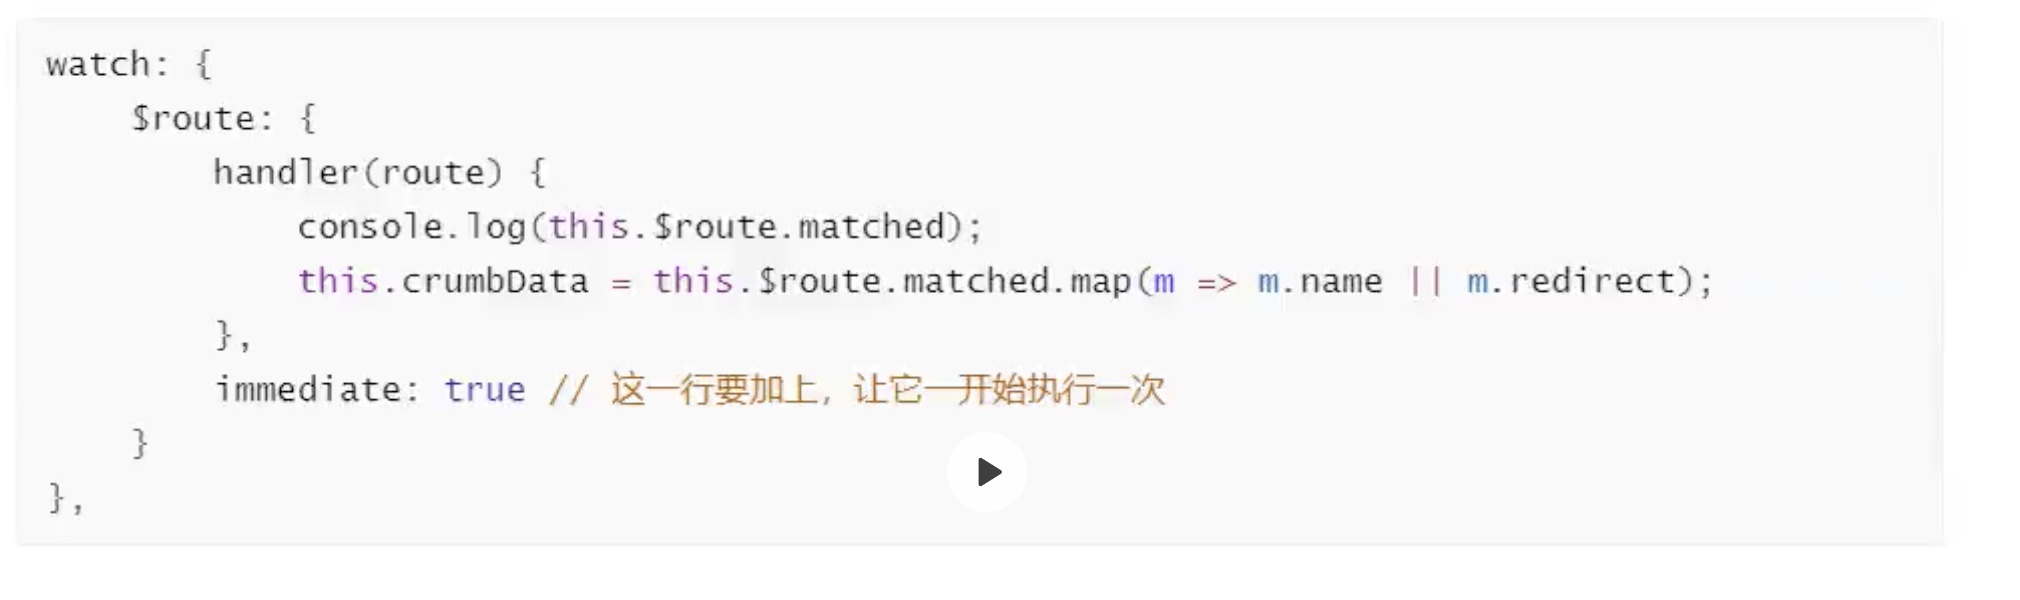 watch: {
$route: {
handler(route) {
console.log(this.$route.matched);
this.crumbData = this.$route.matched.map(m => m.name || m.redirect);
},
immediate: true // 这一行要加上，让它一开始执行一次
}
},